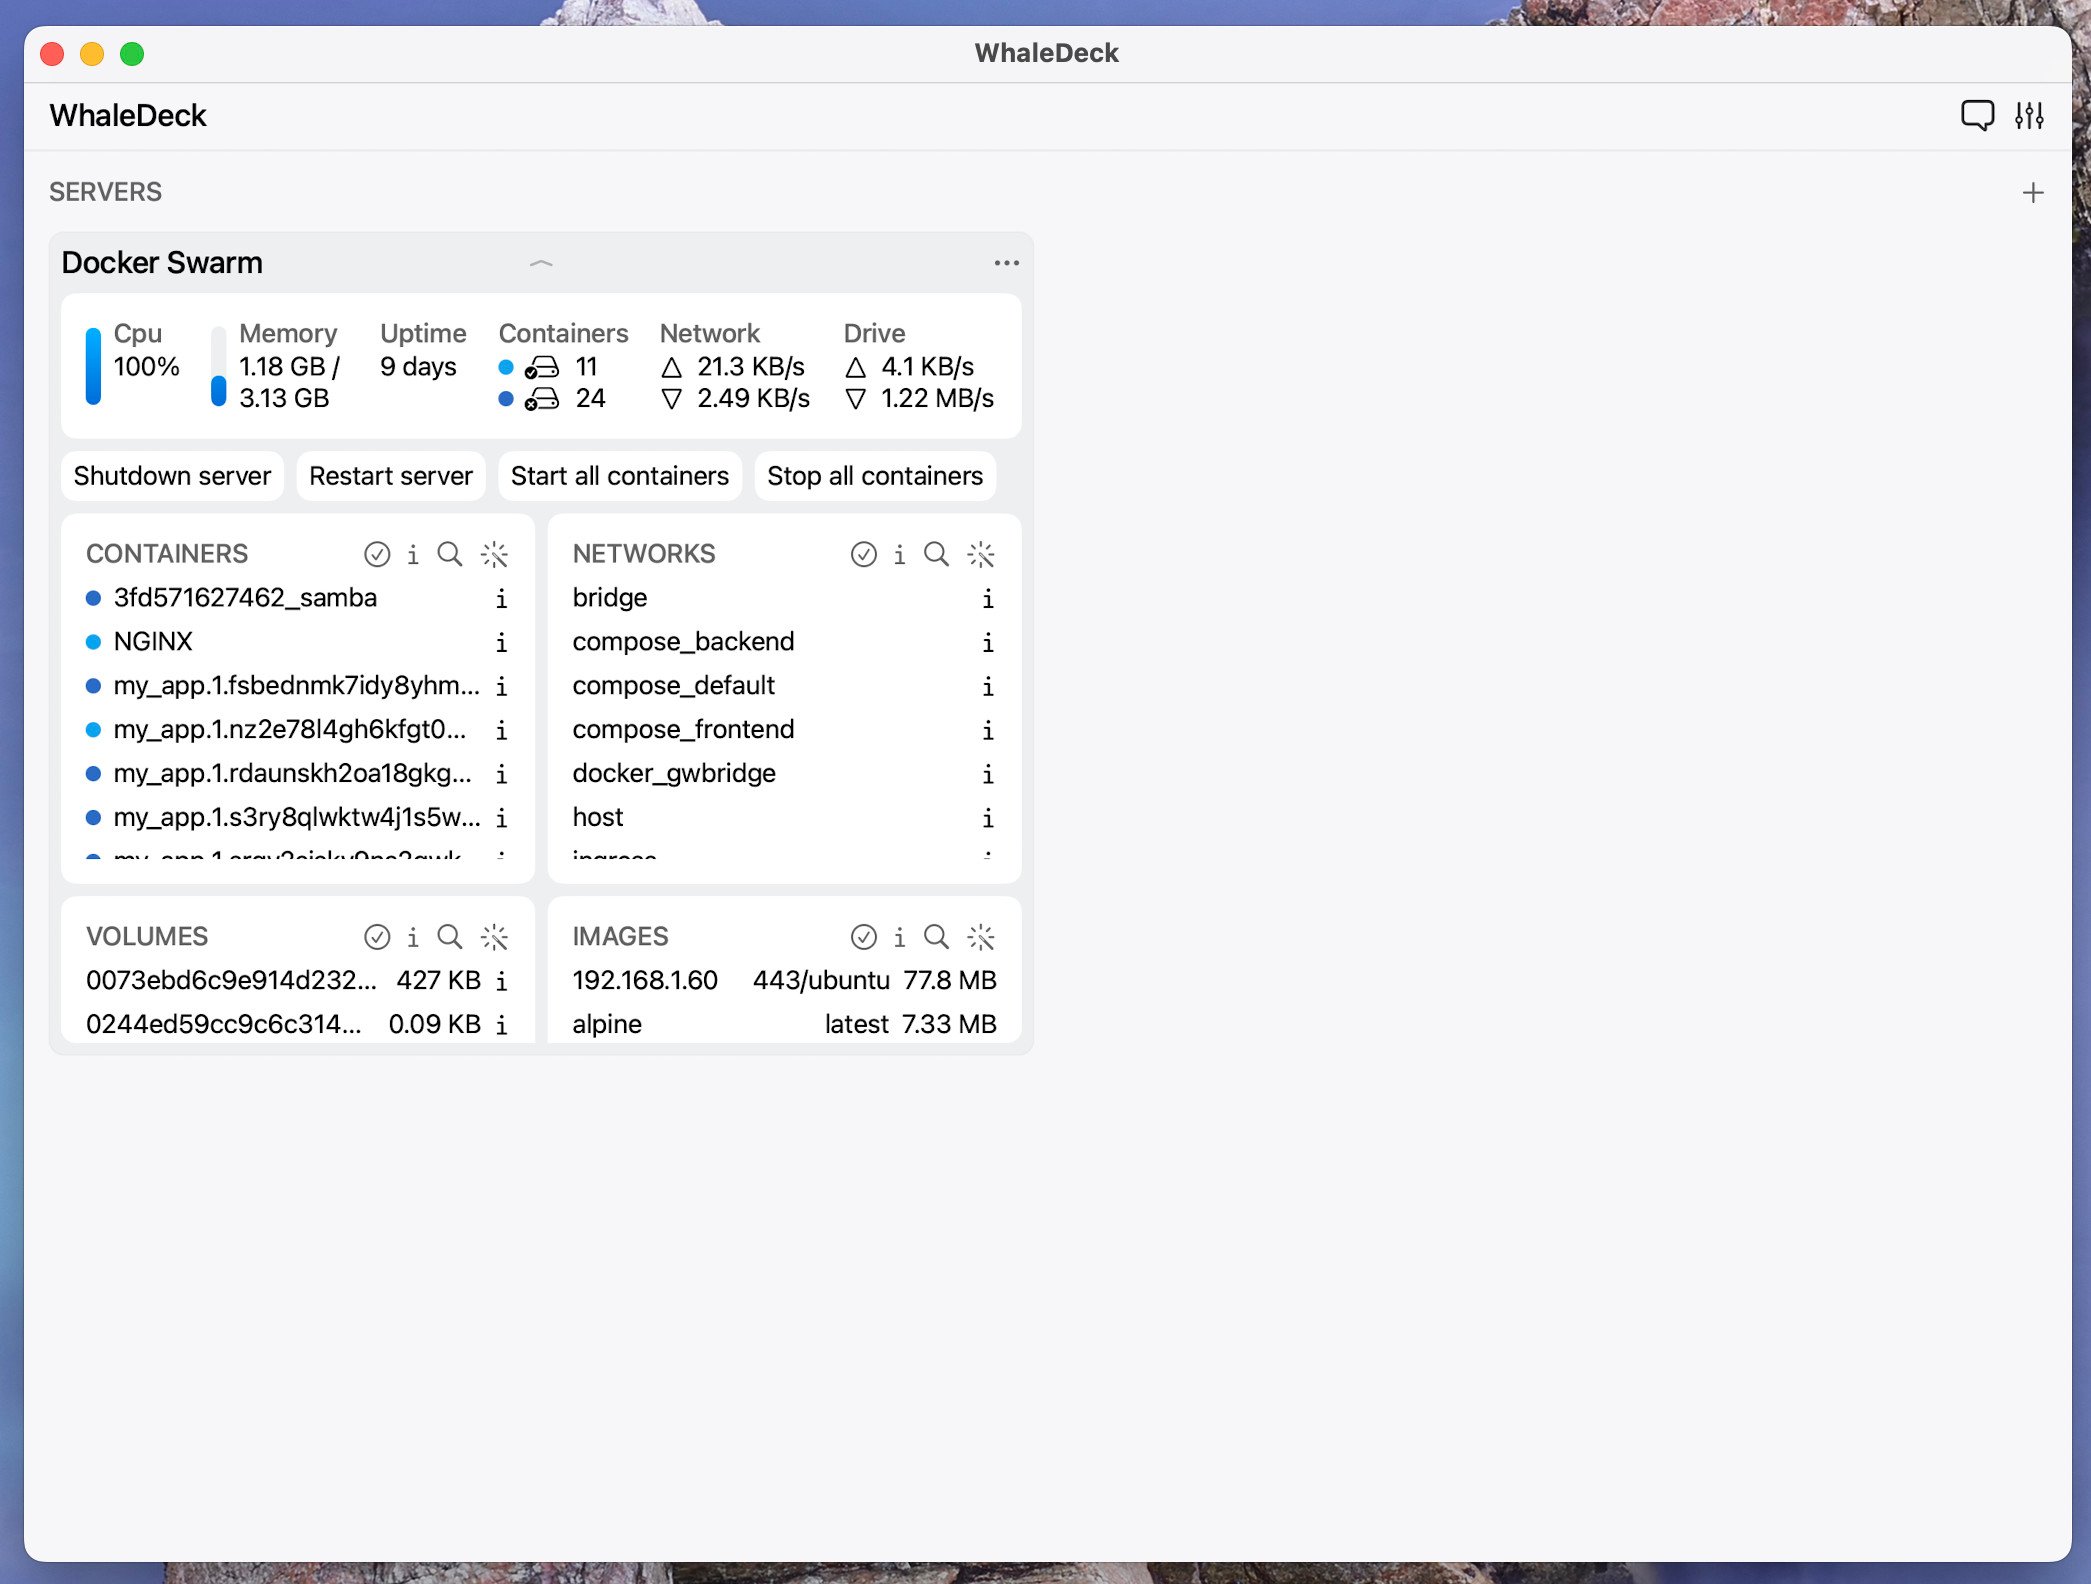 WhaleDeck
WhaleDeck
SERVERS
Docker Swarm
Cpu
100%
Memory
1.18 GB /
3.13 GB
Uptime
9 days
Containers
11
24
Network
△ 21.3 KB/s
▽ 2.49 KB/s
Drive
△ 4.1 KB/s
▽ 1.22 MB/s
Shutdown server
Restart server
Start all containers
Stop all containers
CONTAINERS
3fd571627462_samba
NGINX
my_app.1.fsbednmk7idy8yhm...
my_app.1.nz2e78l4gh6kfgt0...
my_app.1.rdaunskh2oa18gkg...
my_app.1.s3ry8qlwktw4j1s5w...
NETWORKS
bridge
compose_backend
compose_default
compose_frontend
docker_gwbridge
host
ingress
VOLUMES
0073ebd6c9e914d232... 427 KB
0244ed59cc9c6c314... 0.09 KB
IMAGES
192.168.1.60 443/ubuntu 77.8 MB
alpine latest 7.33 MB